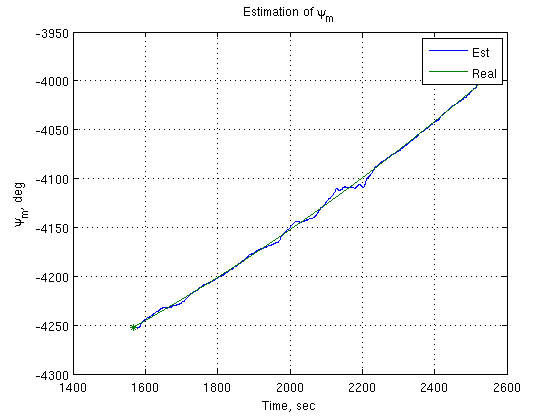 Estimation of ψm
-3950
-4000
-4050
-4100
-4150
-4200
-4250
-4300
ψm, deg
Est
Real
1400 1600 1800 2000 2200 2400 2600
Time, sec